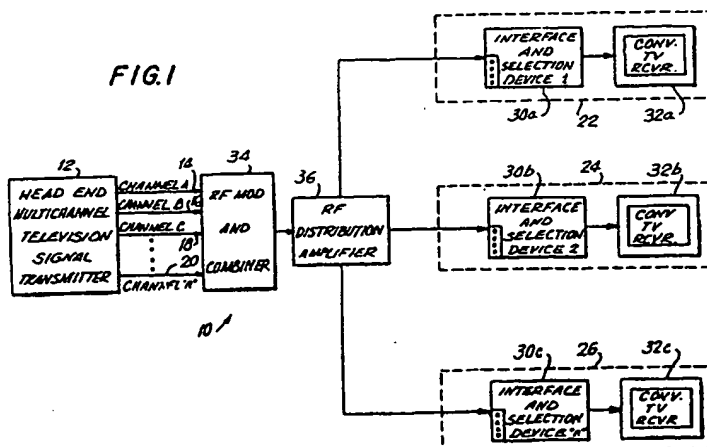 FIG.1
12
HEAD END
MULTICHANNEL
TELEVISION
SIGNAL
TRANSMITTER
CHANNEL A
14
CHANNEL B
CHANNEL C
18
20
CHANNEL "N"
34
RF MOD
AND
COMBINER
10
36
RF
DISTRIBUTION
AMPLIFIER
INTERFACE
AND
SELECTION
DEVICE 1
30a
22
CONV.
TV
RCVR.
32a
30b
24
32b
INTERFACE
AND
SELECTION
DEVICE 2
CONV
TV
RCVR.
30c
26
32c
INTERFACE
AND
SELECTION
DEVICE "N"
CONV.
TV
RCVR.